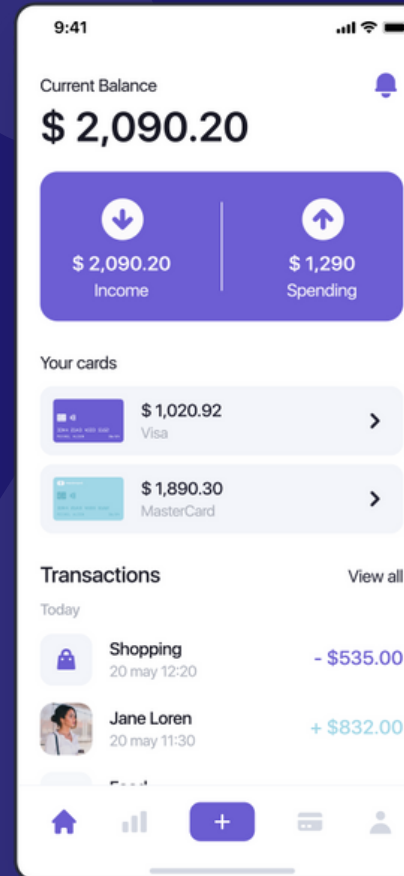 9:41
Current Balance
$ 2,090.20
$ 2,090.20
$ 1,290
Income
Spending
Your cards
$ 1,020.92
Visa
$ 1,890.30
MasterCard
Transactions
View all
Today
Shopping
- $535.00
20 may 12:20
Jane Loren
+ $832.00
20 may 11:30